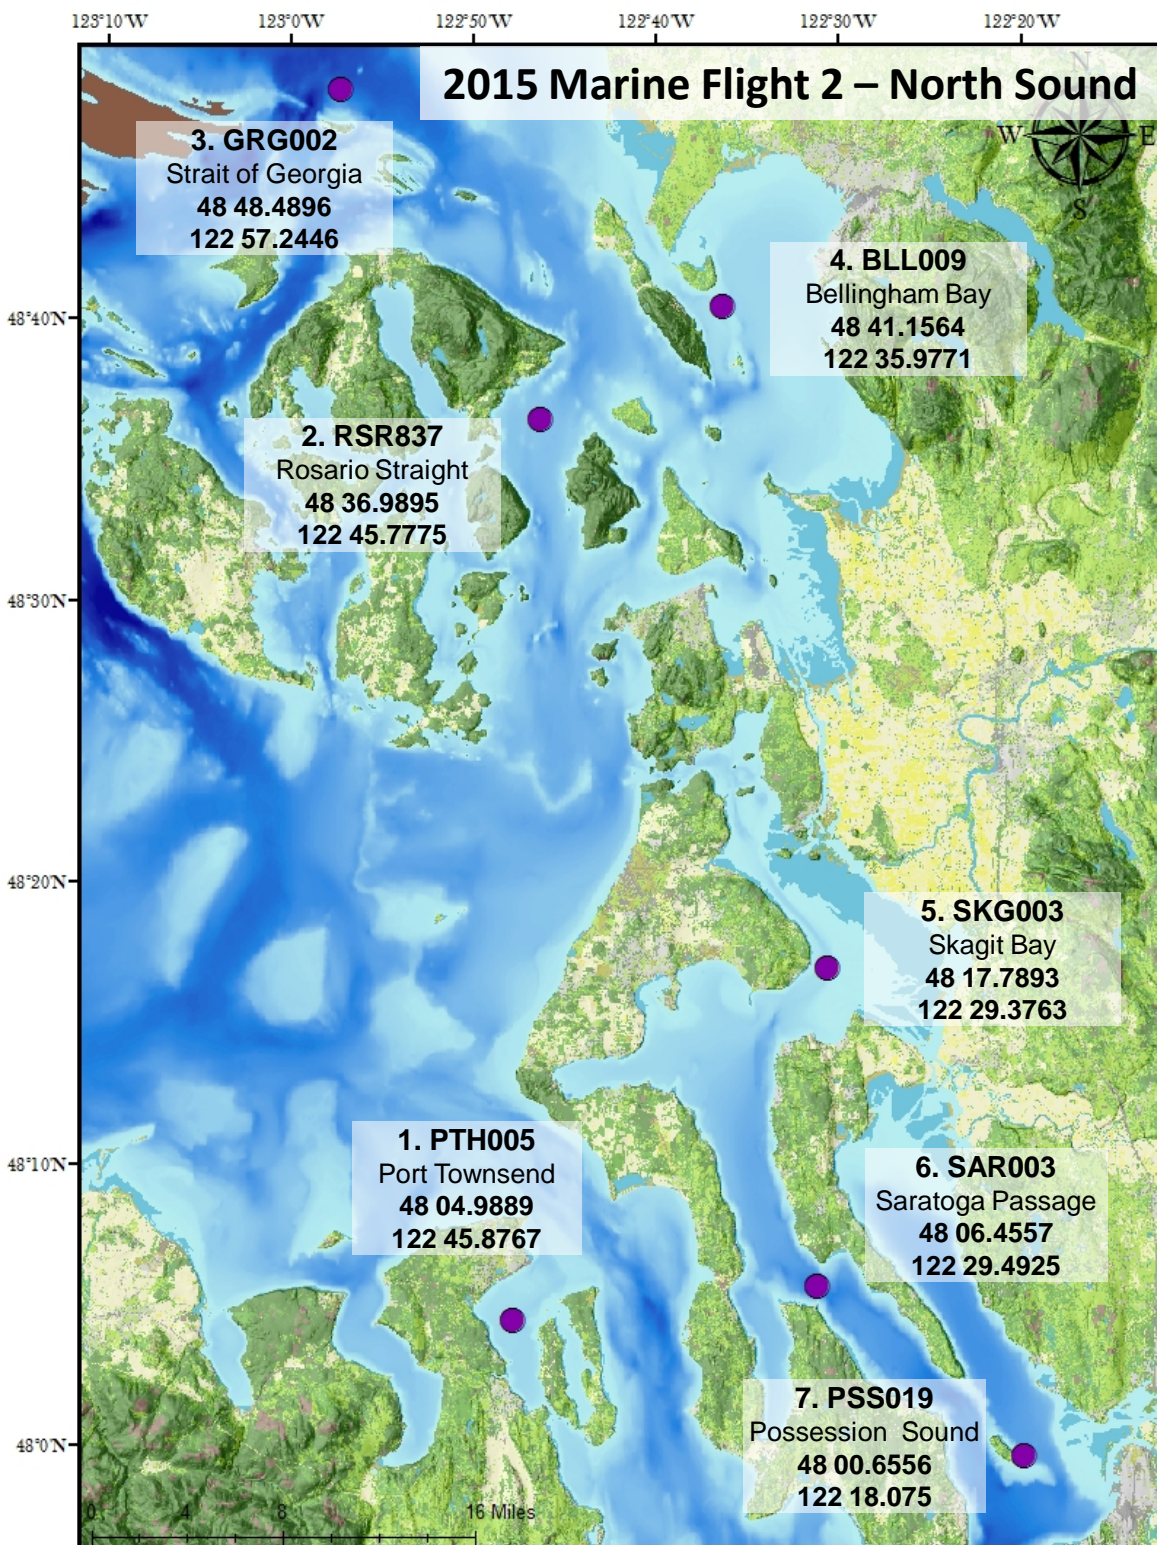 123°10'W 123°0'W 122°50'W 122°40'W 122°30'W 122°20'W
2015 Marine Flight 2 – North Sound
N
W E
S
3. GRG002
Strait of Georgia
48 48.4896
122 57.2446
4. BLL009
Bellingham Bay
48 41.1564
122 35.9771
48°40'N
2. RSR837
Rosario Straight
48 36.9895
122 45.7775
48°30'N
48°20'N
5. SKG003
Skagit Bay
48 17.7893
122 29.3763
48°10'N
1. PTH005
Port Townsend
48 04.9889
122 45.8767
6. SAR003
Saratoga Passage
48 06.4557
122 29.4925
7. PSS019
Possession Sound
48 00.6556
122 18.075
48°0'N
0 8 16 Miles